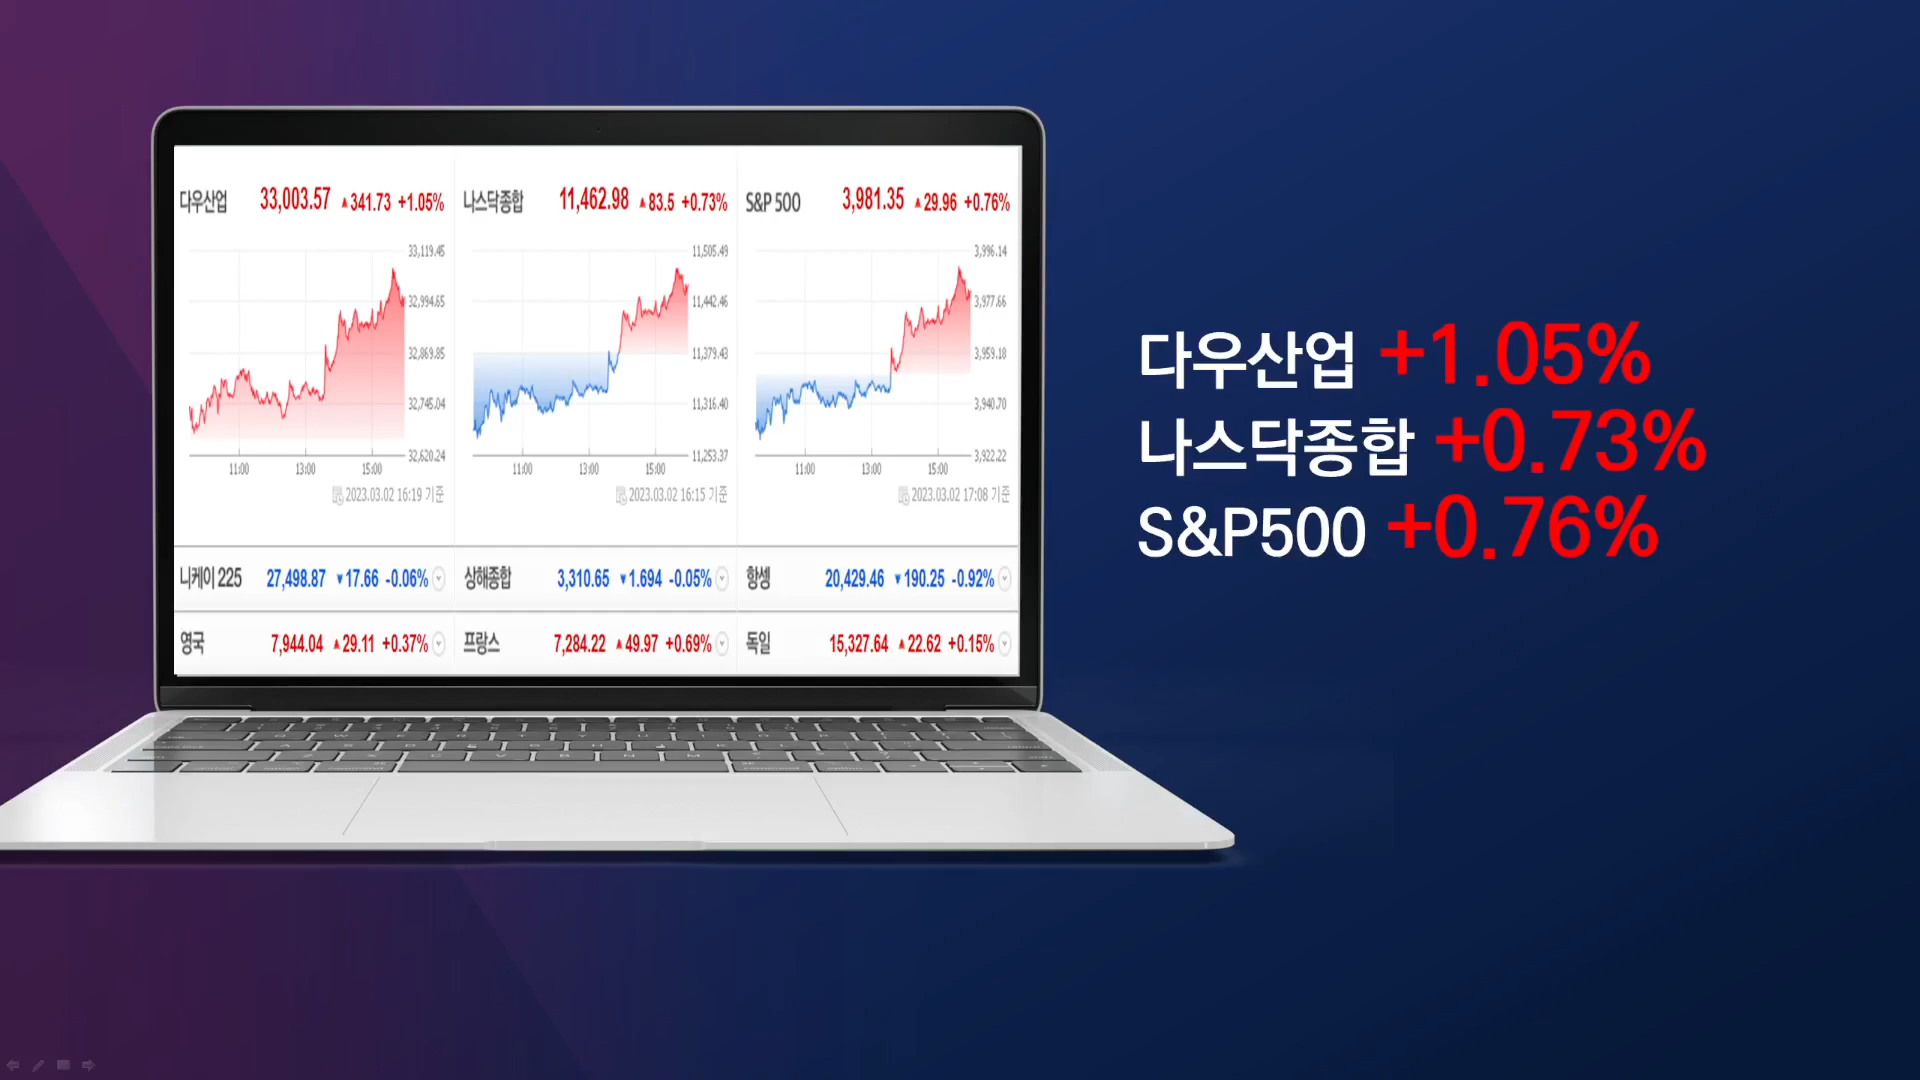 다우산업 33,003.57 ▲341.73 +1.05%
33,119.45
32,994.65
32,869.85
32,745.04
32,620.24
11:00 13:00 15:00
2023.03.02 16:19 기준
나스닥종합 11,462.98 ▲83.5 +0.73%
11,505.49
11,442.46
11,379.43
11,316.40
11,253.37
11:00 13:00 15:00
2023.03.02 16:15 기준
S&P 500 3,981.35 ▲29.96 +0.76%
3,996.14
3,977.66
3,959.18
3,940.70
3,922.22
11:00 13:00 15:00
2023.03.02 17:08 기준
니케이 225 27,498.87 ▼17.66 -0.06%
상해종합 3,310.65 ▼1.694 -0.05%
항셍 20,429.46 ▼190.25 -0.92%
영국 7,944.04 ▲29.11 +0.37%
프랑스 7,284.22 ▲49.97 +0.69%
독일 15,327.64 ▲22.62 +0.15%
다우산업 +1.05%
나스닥종합 +0.73%
S&P500 +0.76%